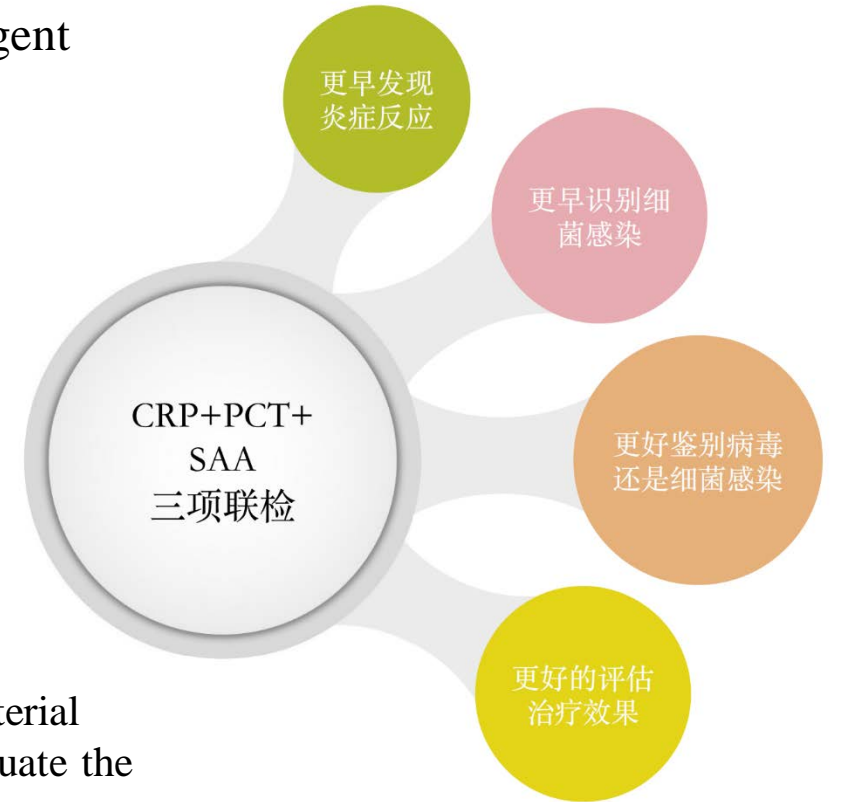 gent
更早发现
炎症反应
更早识别细
菌感染
CRP+PCT+
SAA
三项联检
更好鉴别病毒
还是细菌感染
更好的评估
治疗效果
terial
uate the